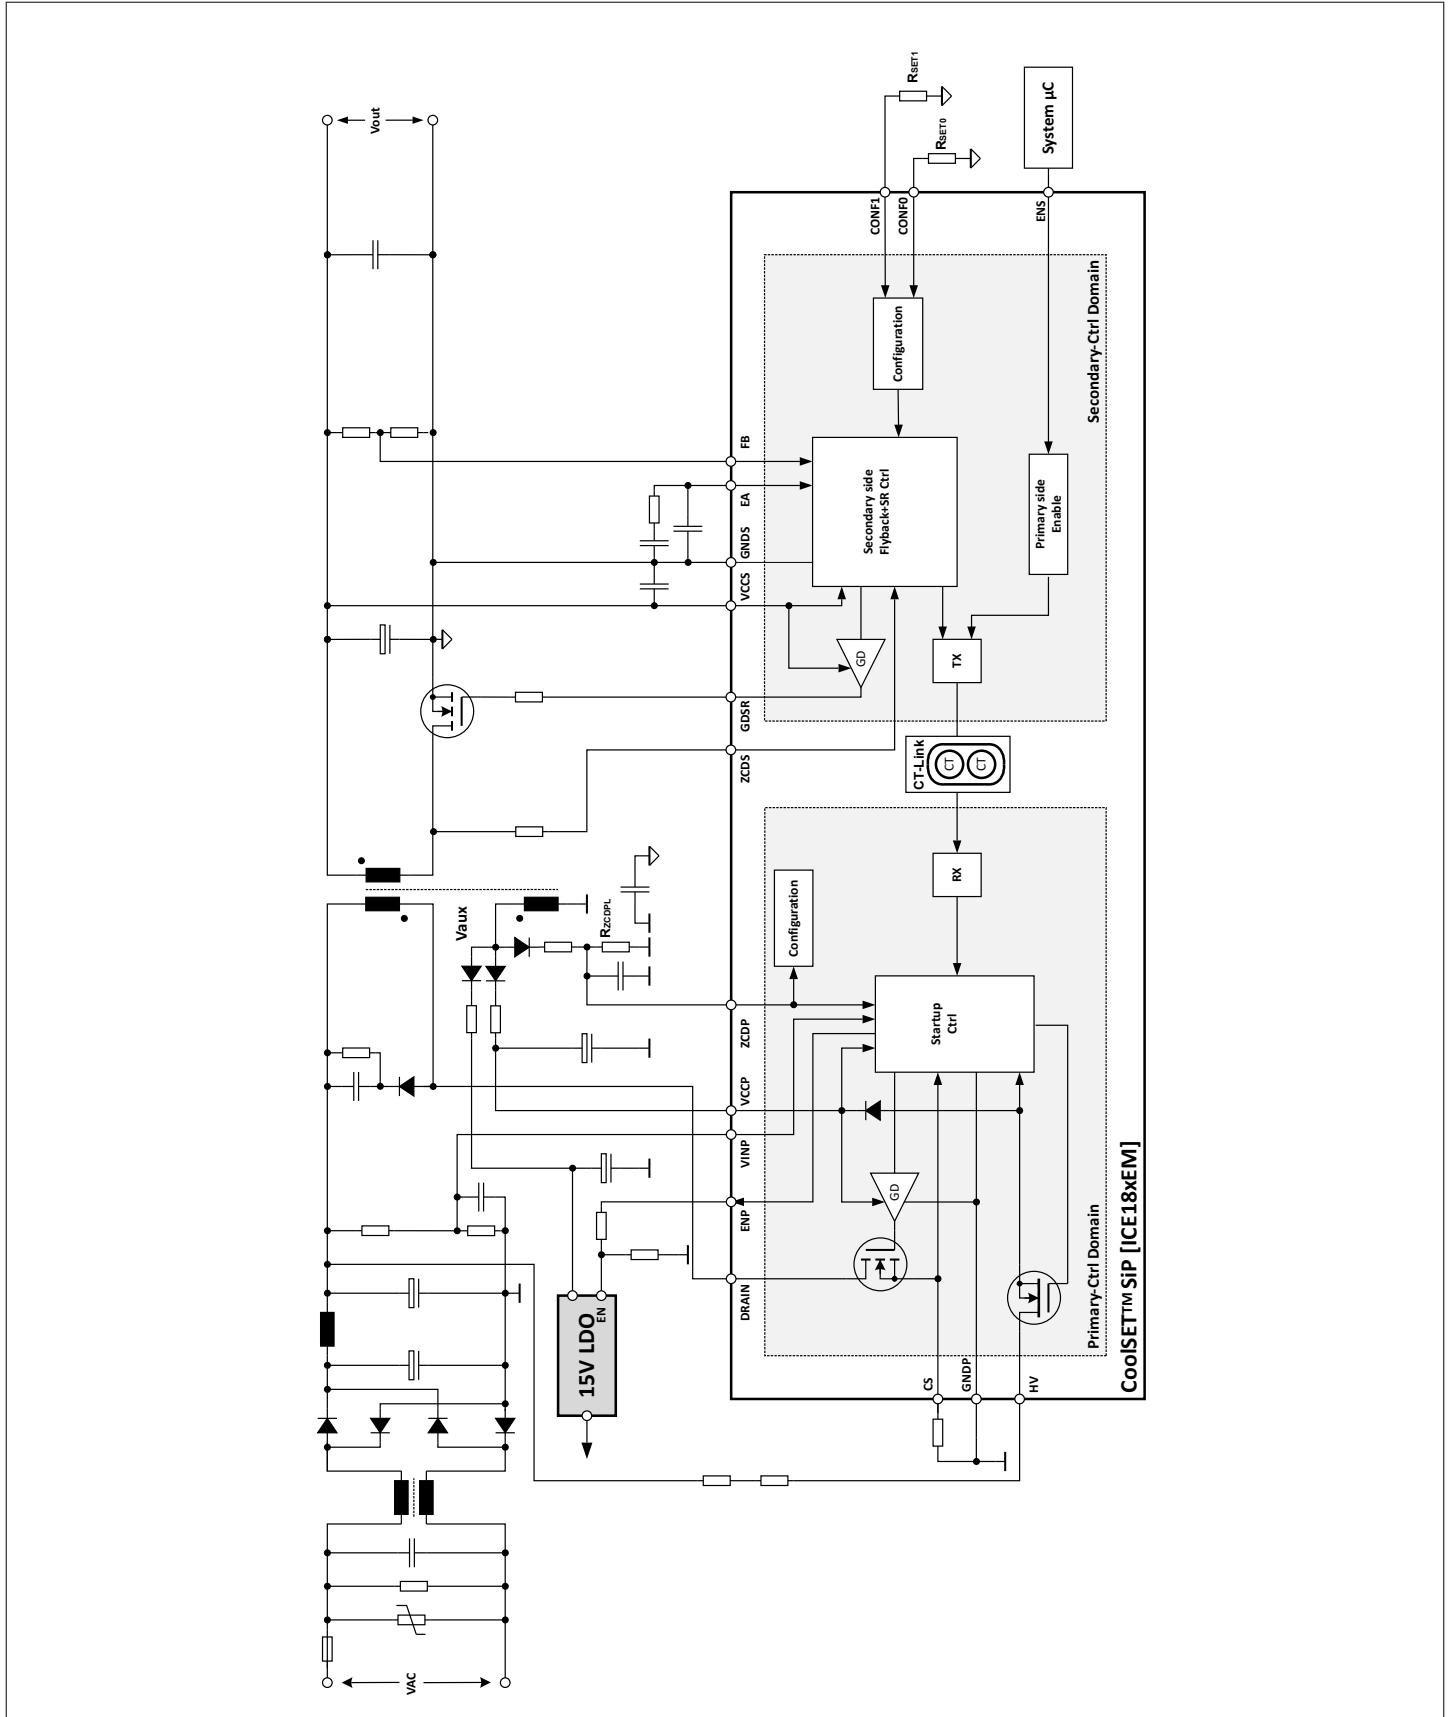 Vout
RSET1
RSET0
System µC
CONF1
CONF0
ENS
Configuration
Secondary-Ctrl Domain
FB
EA
GNDS
VCCS
Secondary side
Flyback+SR Ctrl
Primary side
Enable
GD
TX
GDSR
ZCDS
CT-Link
CT
CT
Vaux
RZCDPL
Configuration
RX
ZCDP
Startup
Ctrl
VCCP
VINP
ENP
GD
DRAIN
15V LDO
EN
Primary-Ctrl Domain
CoolSET™ SiP [ICE18xEM]
CS
GNDP
HV
VAC